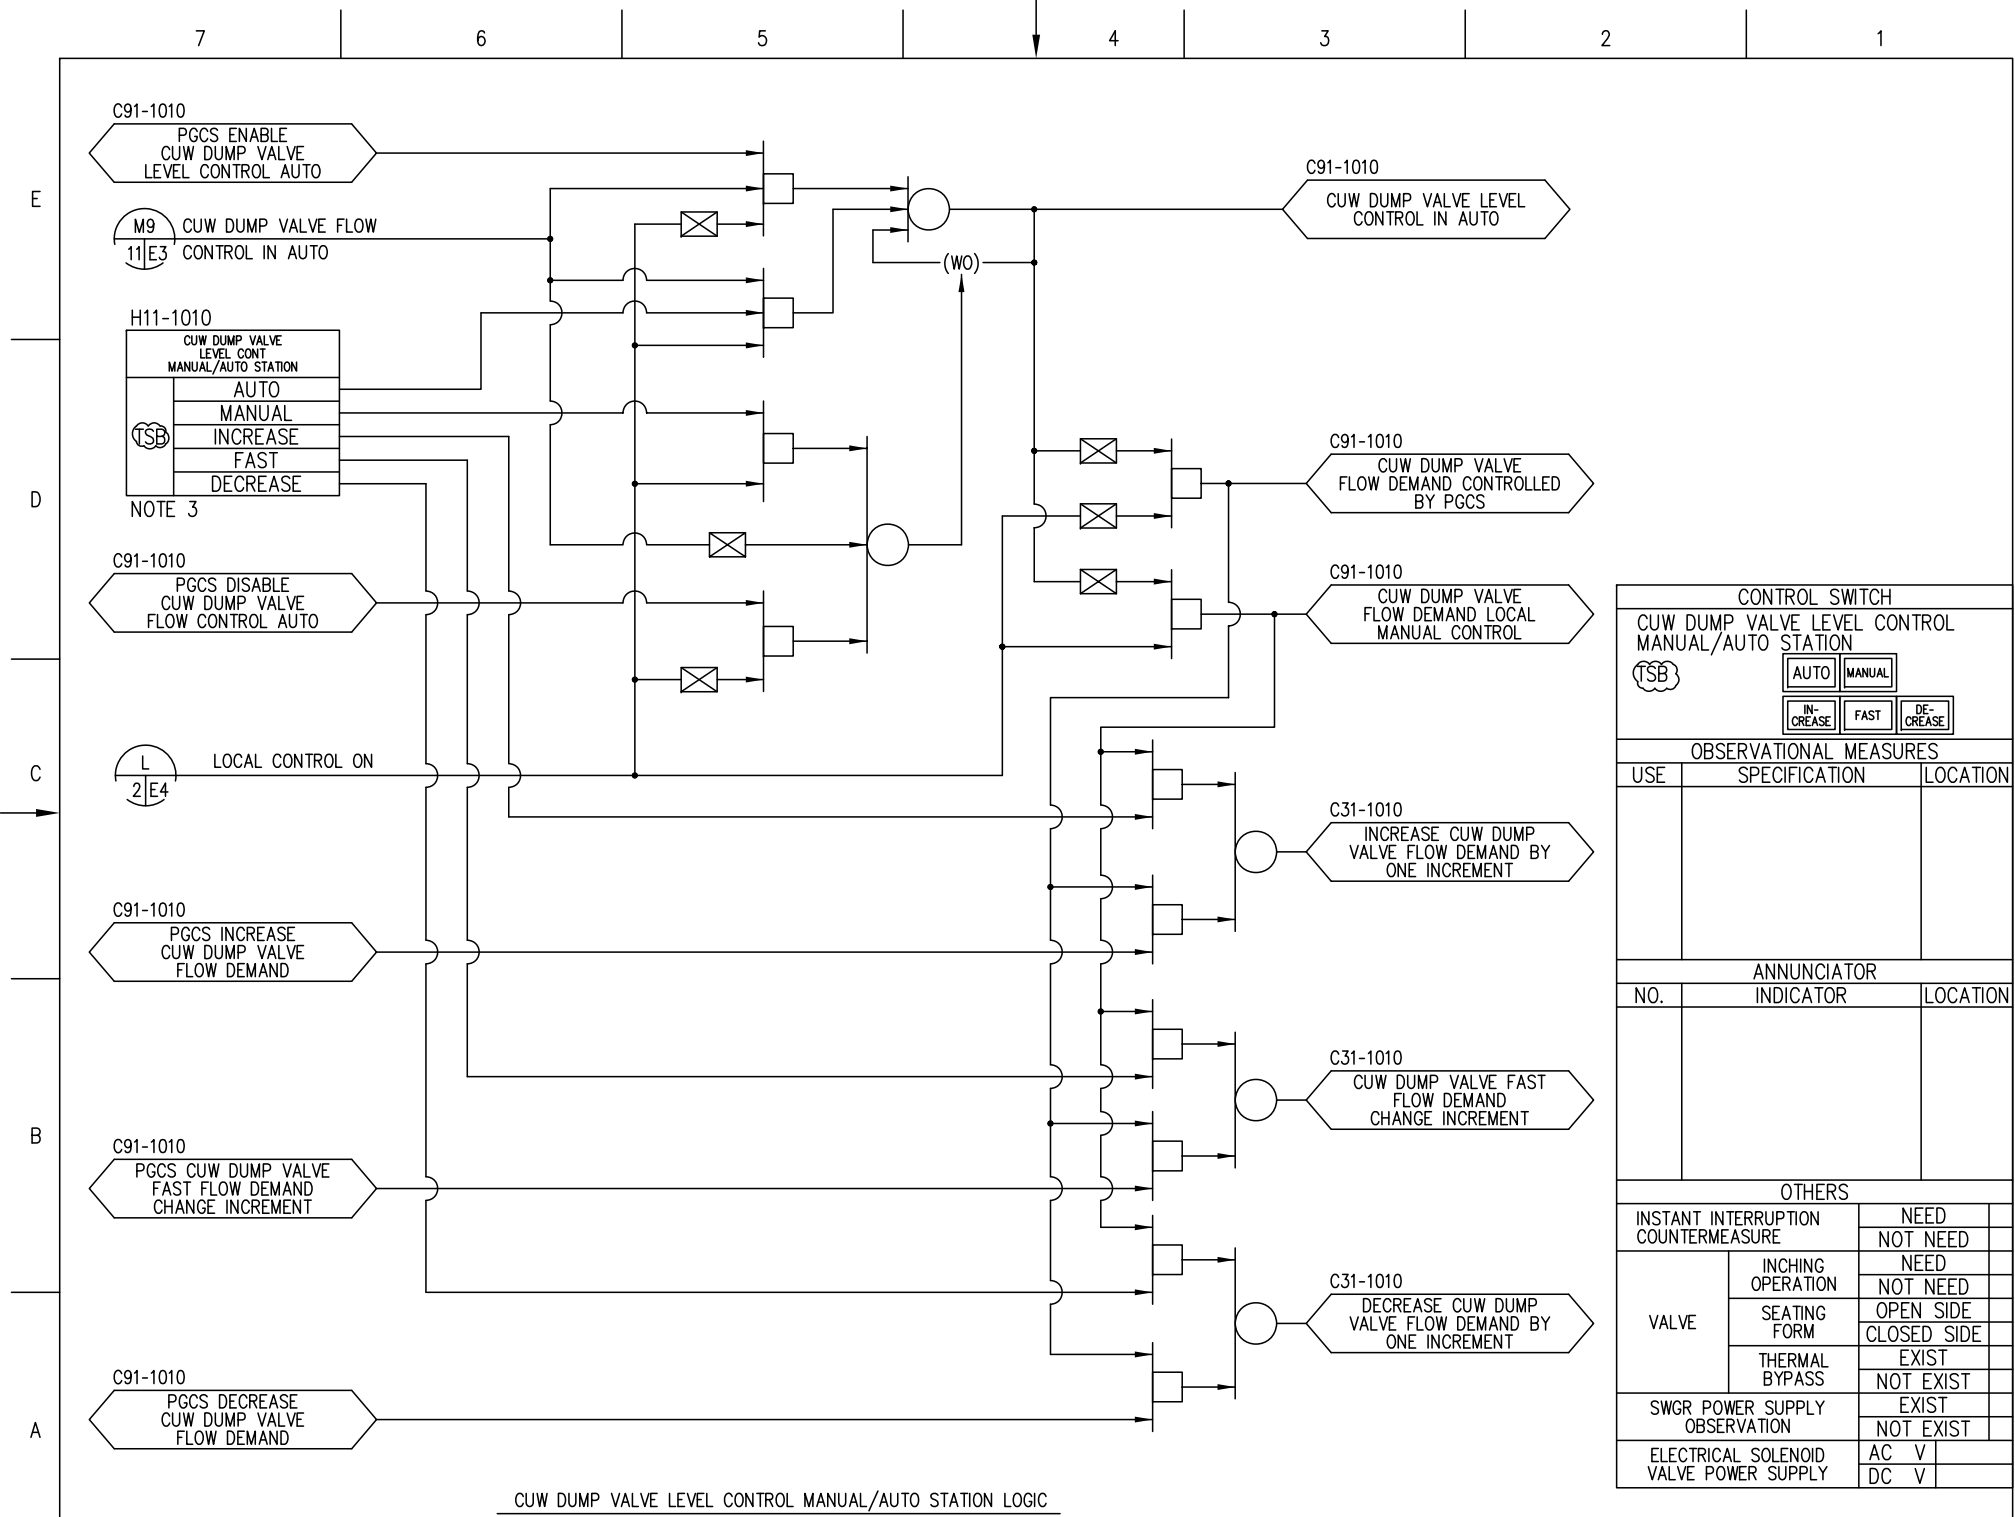 7 6 5 4 3 2 1
E
D
C
B
A
C91-1010
PGCS ENABLE
CUW DUMP VALVE
LEVEL CONTROL AUTO
M9
11 E3
CUW DUMP VALVE FLOW
CONTROL IN AUTO
H11-1010
CUW DUMP VALVE
LEVEL CONT
MANUAL/AUTO STATION
TSB
AUTO
MANUAL
INCREASE
FAST
DECREASE
NOTE 3
C91-1010
PGCS DISABLE
CUW DUMP VALVE
FLOW CONTROL AUTO
L
2 E4
LOCAL CONTROL ON
C91-1010
PGCS INCREASE
CUW DUMP VALVE
FLOW DEMAND
C91-1010
PGCS CUW DUMP VALVE
FAST FLOW DEMAND
CHANGE INCREMENT
C91-1010
PGCS DECREASE
CUW DUMP VALVE
FLOW DEMAND
(WO)
C91-1010
CUW DUMP VALVE LEVEL
CONTROL IN AUTO
C91-1010
CUW DUMP VALVE
FLOW DEMAND CONTROLLED
BY PGCS
C91-1010
CUW DUMP VALVE
FLOW DEMAND LOCAL
MANUAL CONTROL
C31-1010
INCREASE CUW DUMP
VALVE FLOW DEMAND BY
ONE INCREMENT
C31-1010
CUW DUMP VALVE FAST
FLOW DEMAND
CHANGE INCREMENT
C31-1010
DECREASE CUW DUMP
VALVE FLOW DEMAND BY
ONE INCREMENT
CONTROL SWITCH
CUW DUMP VALVE LEVEL CONTROL
MANUAL/AUTO STATION
TSB
AUTO MANUAL
IN-
CREASE
FAST
DE-
CREASE
OBSERVATIONAL MEASURES
USE SPECIFICATION LOCATION
ANNUNCIATOR
NO. INDICATOR LOCATION
OTHERS
INSTANT INTERRUPTION
COUNTERMEASURE
NEED
NOT NEED
VALVE
INCHING
OPERATION
NEED
NOT NEED
SEATING
FORM
OPEN SIDE
CLOSED SIDE
THERMAL
BYPASS
EXIST
NOT EXIST
SWGR POWER SUPPLY
OBSERVATION
EXIST
NOT EXIST
ELECTRICAL SOLENOID
VALVE POWER SUPPLY
AC V
DC V
CUW DUMP VALVE LEVEL CONTROL MANUAL/AUTO STATION LOGIC